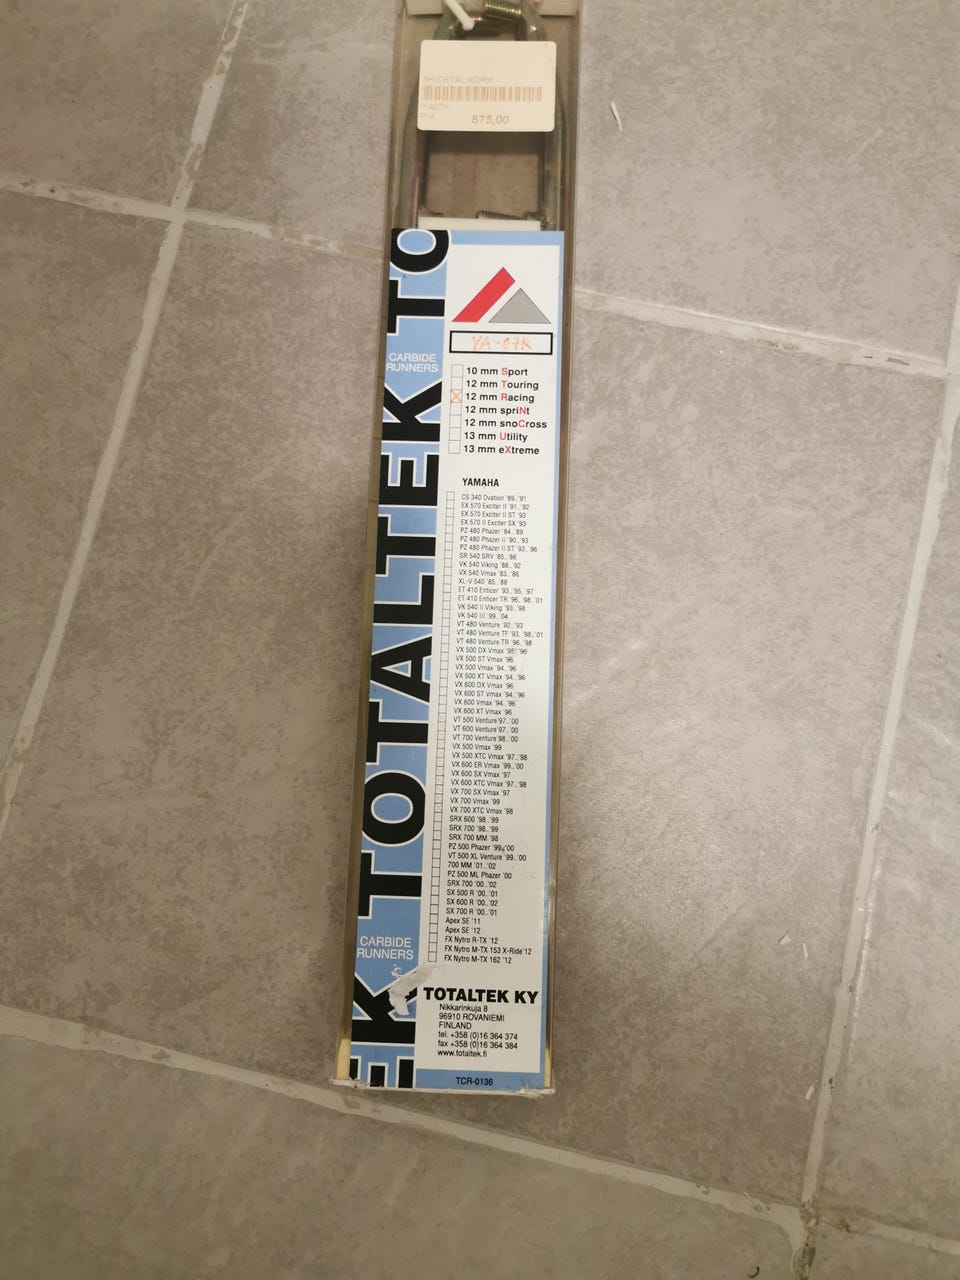 SKIDSTÅL KORM
YA07R
Pris
875,00
YA-07R
CARBIDE
RUNNERS
10 mm Sport
12 mm Touring
12 mm Racing
12 mm spriNt
12 mm snoCross
13 mm Utility
13 mm eXtreme
YAMAHA
CS 340 Ovation '89..'91
EX 570 Exciter II '91..'92
EX 570 Exciter II ST '93
EX 570 II Exciter SX '93
PZ 480 Phazer '84..'89
PZ 480 Phazer II '90..'93
PZ 480 Phazer II ST '93..'96
SR 540 SRV '85..'86
VK 540 Viking '88..'92
VX 540 Vmax '83..'86
XL-V 540 '85..'88
ET 410 Enticer '93..'95, '97
ET 410 Enticer TR '96, '98..'01
VK 540 II Viking '93..'98
VK 540 III '99..'04
VT 480 Venture '92..'93
VT 480 Venture TF '93, '98..'01
VT 480 Venture TR '96..'98
VX 500 DX Vmax '95..'96
VX 500 ST Vmax '96
VX 500 Vmax '94..'96
VX 500 XT Vmax '94..'96
VX 600 DX Vmax '96
VX 600 ST Vmax '94..'96
VX 600 Vmax '94..'96
VX 600 XT Vmax '96
VT 500 Venture'97..'00
VT 600 Venture'97..'00
VT 700 Venture'98..'00
VX 500 Vmax '99
VX 500 XTC Vmax '97..'98
VX 600 ER Vmax '99..'00
VX 600 SX Vmax '97
VX 600 XTC Vmax '97..'98
VX 700 SX Vmax '97
VX 700 Vmax '99
VX 700 XTC Vmax '98
SRX 600 '98..'99
SRX 700 '98..'99
SRX 700 MM '98
PZ 500 Phazer '99..'00
VT 500 XL Venture '99..'00
700 MM '01..'02
PZ 500 ML Phazer '00
SRX 700 '00..'02
SX 500 R '00..'01
SX 600 R '00..'02
SX 700 R '00..'01
Apex SE '11
Apex SE '12
FX Nytro R-TX '12
FX Nytro M-TX 153 X-Ride'12
FX Nytro M-TX 162 '12
TOTALTEK TO
EK TOTALTEK TO
CARBIDE
RUNNERS
TOTALTEK KY
Nikkarinkuja 8
96910 ROVANIEMI
FINLAND
tel. +358 (0)16 364 374
fax +358 (0)16 364 384
www.totaltek.fi
TCR-0136